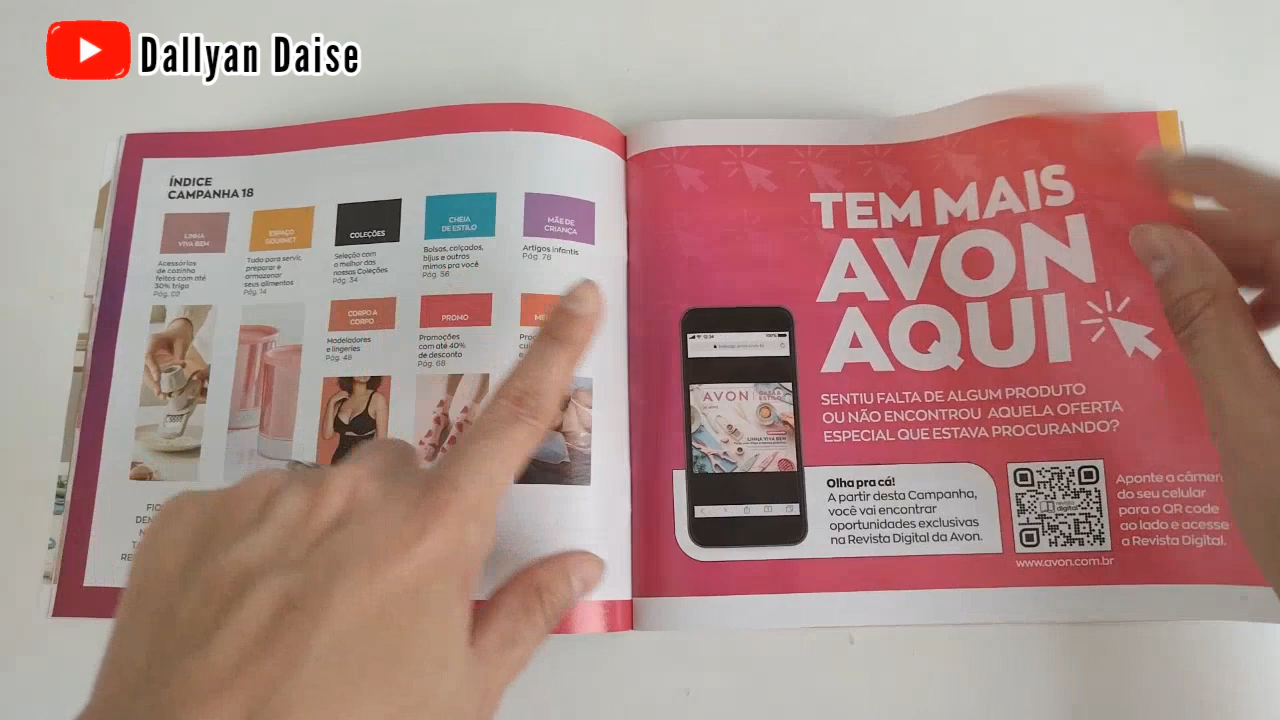 Dallyan Daise
ÍNDICE
CAMPANHA 18
LINHA
VIVA BEM
Acessórios
de cozinha
feitos com até
30% trigo
ESPAÇO
GOURMET
Tudo para servir,
preparar e
armazenar
seus alimentos
Pág. 14
COLEÇÕES
Seleção com
o melhor das
nossas Coleções.
Pág. 34
CHEIA
DE ESTILO
Bolsas, calçados,
bijus e outros
mimos pra você
Pág. 56
MÃE DE
CRIANÇA
Artigos infantis
Pág. 78
CORPO A
CORPO
Modeladores
e lingeries
Pág. 48
PROMO
Promoções
com até 40%
de desconto
Pág. 68
TEM MAIS
AVON
AQUI
SENTIU FALTA DE ALGUM PRODUTO
OU NÃO ENCONTROU AQUELA OFERTA
ESPECIAL QUE ESTAVA PROCURANDO?
AVON
CASA &
ESTILO
LINHA VIVA BEM
Olha pra cá!
A partir desta Campanha,
você vai encontrar
oportunidades exclusivas
na Revista Digital da Avon.
revista
digital
www.avon.com.br
Aponte a câmer
do seu celular
para o QR code
ao lado e acesse
a Revista Digital.